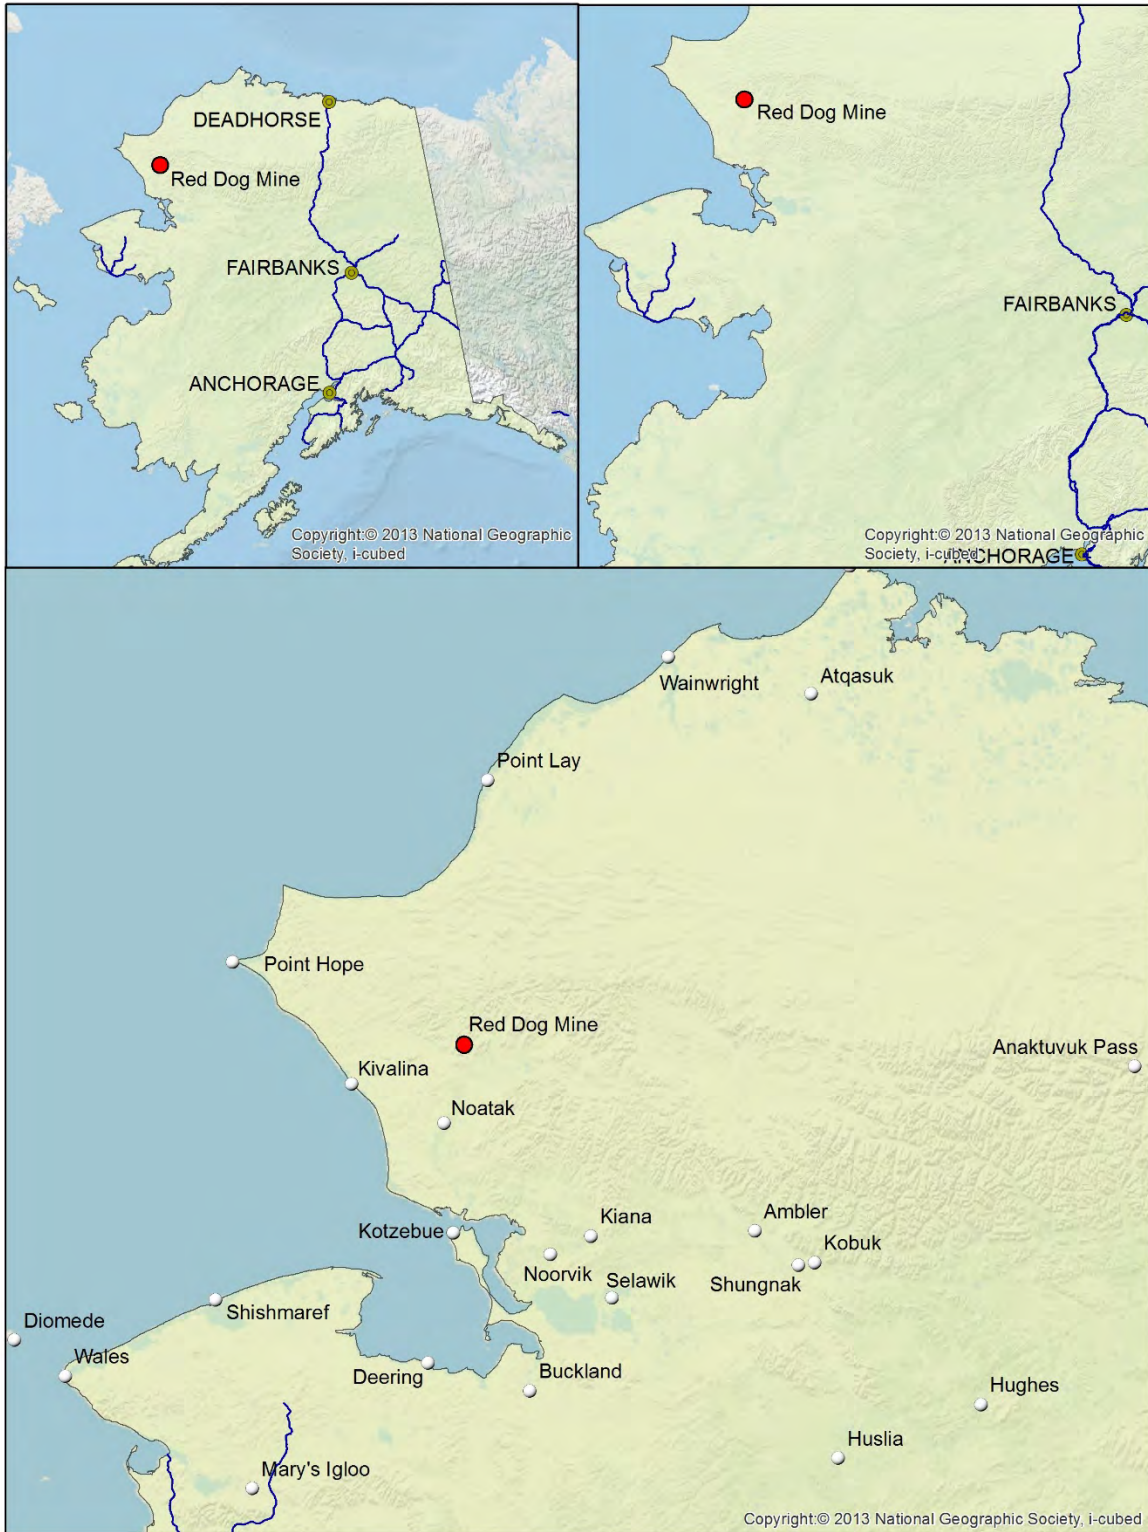 DEADHORSE
Red Dog Mine
FAIRBANKS
ANCHORAGE
Copyright:© 2013 National Geographic
Society, i-cubed
Red Dog Mine
FAIRBANKS
Copyright:© 2013 National Geographic
Society, i-cubed
ANCHORAGE
Wainwright
Atqasuk
Point Lay
Point Hope
Red Dog Mine
Anaktuvuk Pass
Kivalina
Noatak
Kiana
Ambler
Kotzebue
Kobuk
Noorvik
Selawik
Shungnak
Shishmaref
Diomede
Wales
Deering
Buckland
Hughes
Huslia
Mary's Igloo
Copyright:© 2013 National Geographic Society, i-cubed